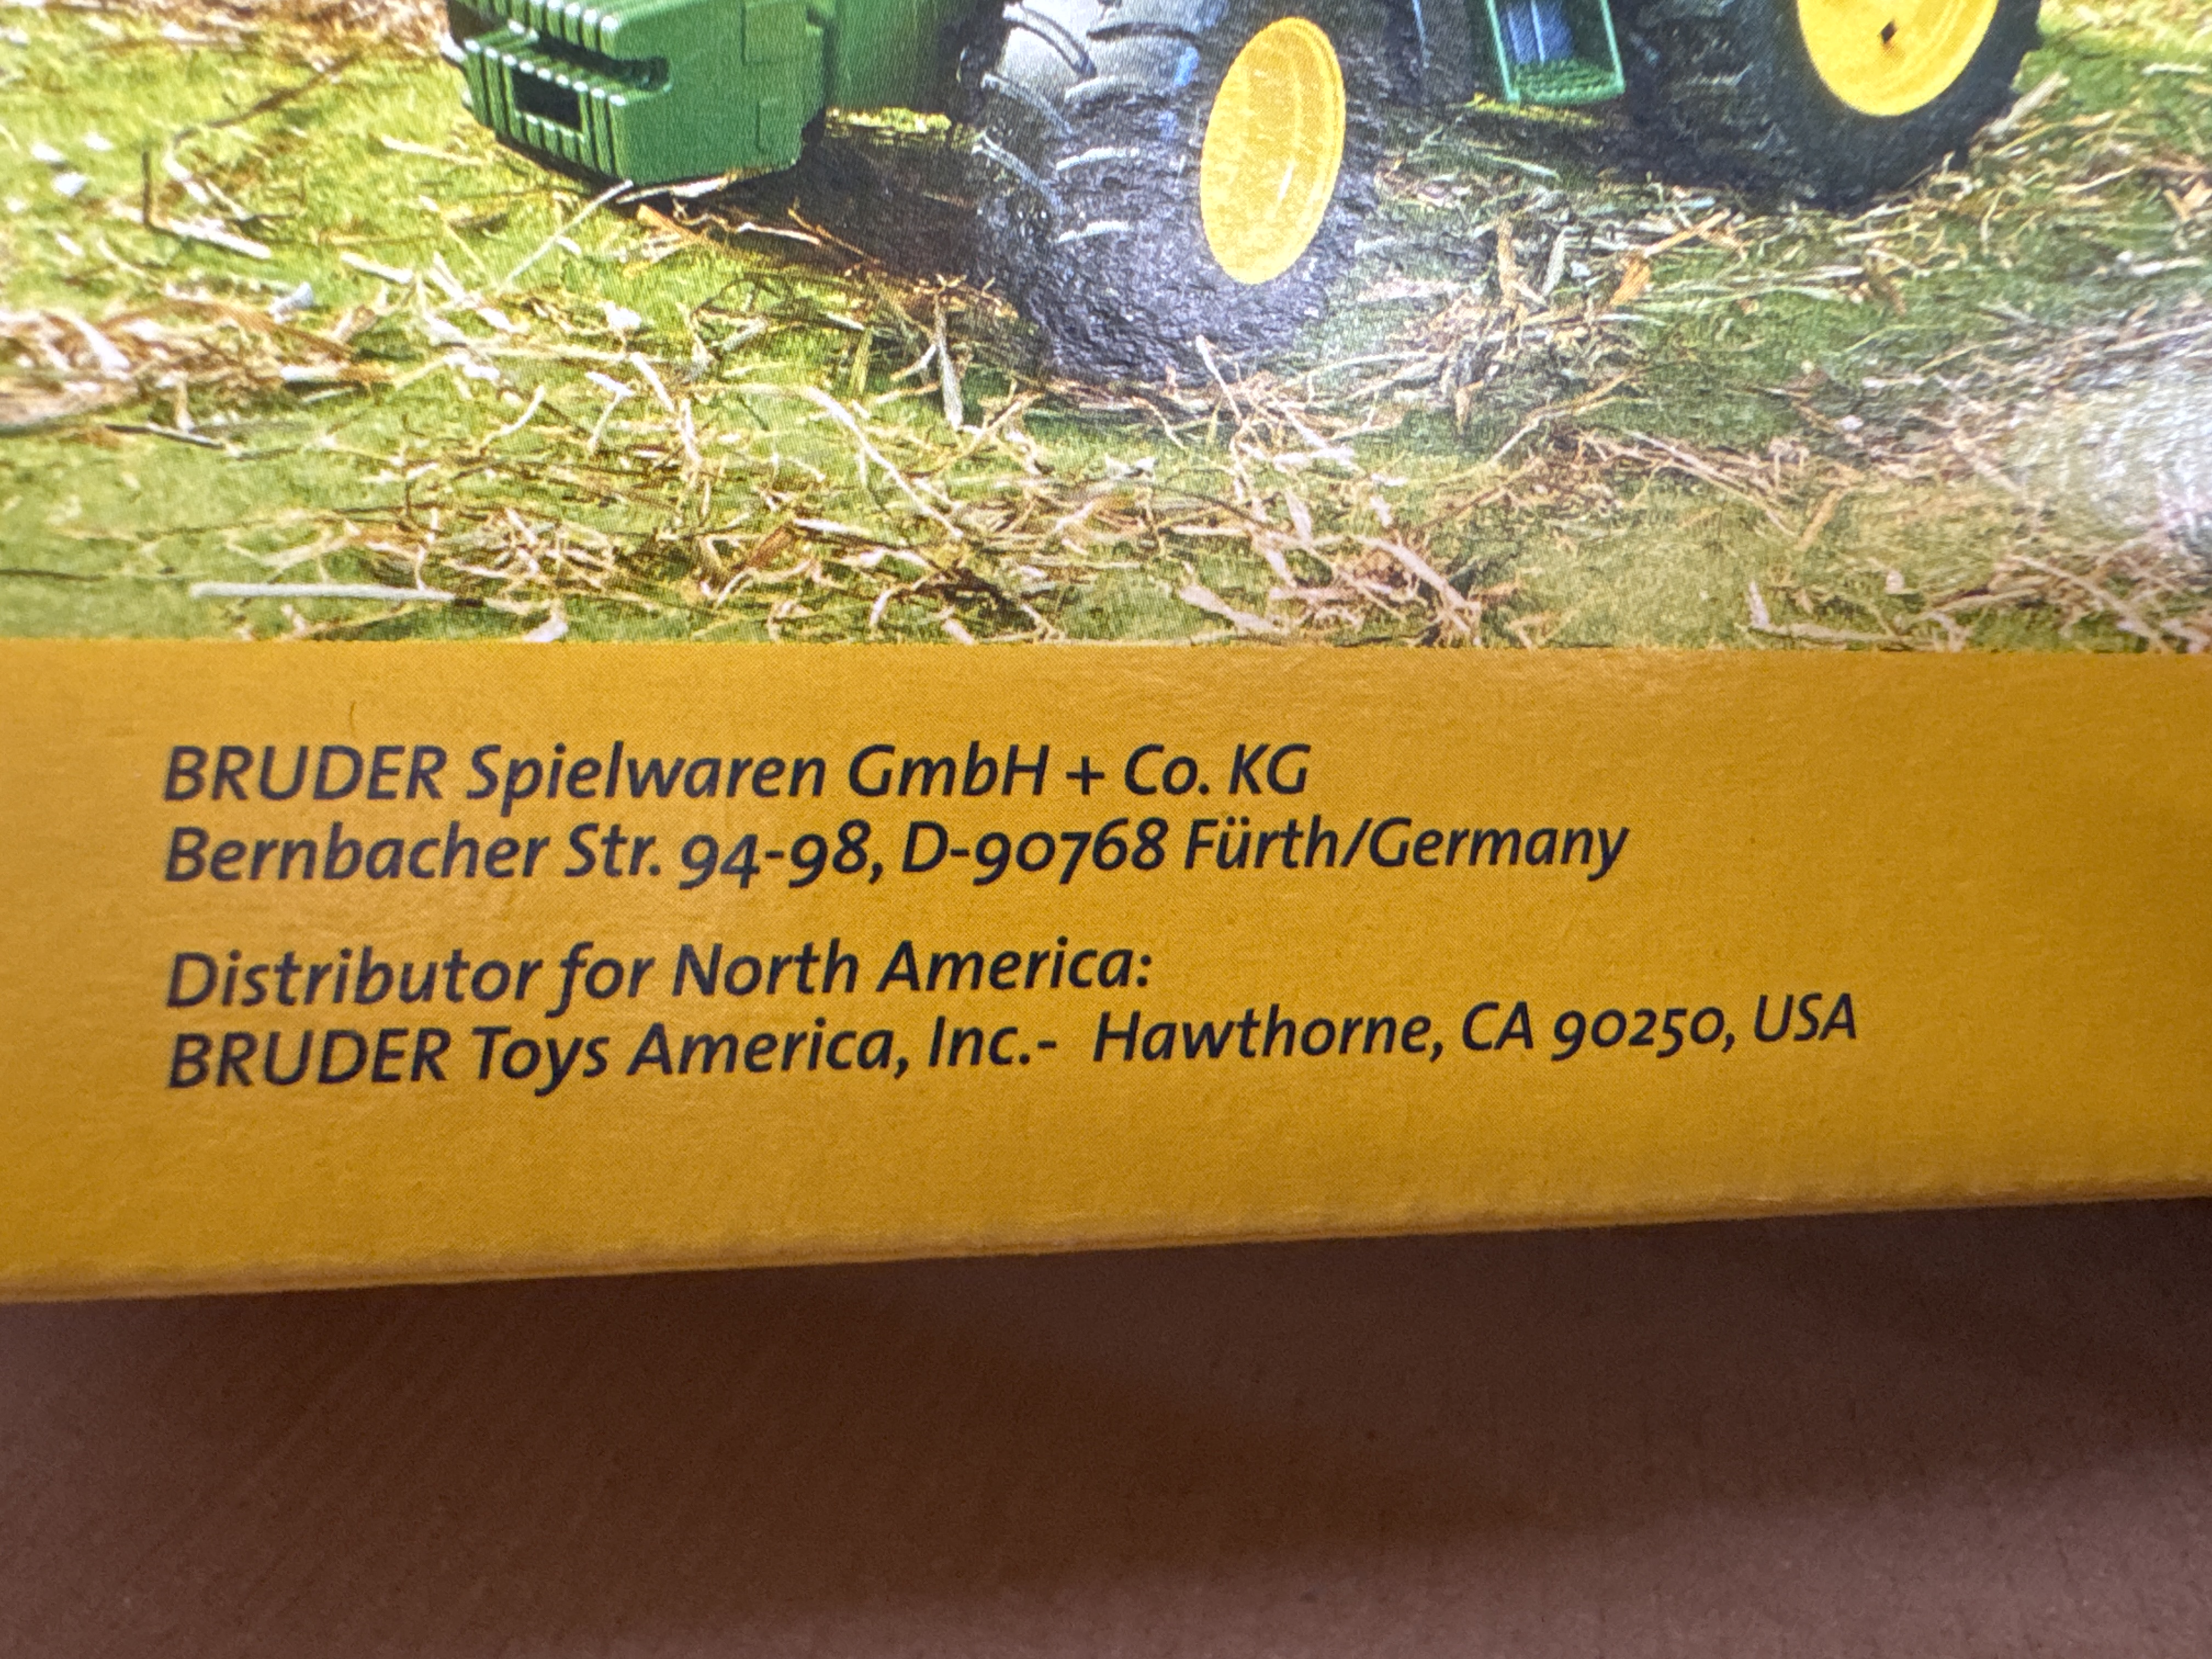 BRUDER Spielwaren GmbH + Co. KG
Bernbacher Str. 94-98, D-90768 Fürth/Germany
Distributor for North America:
BRUDER Toys America, Inc.- Hawthorne, CA 90250, USA